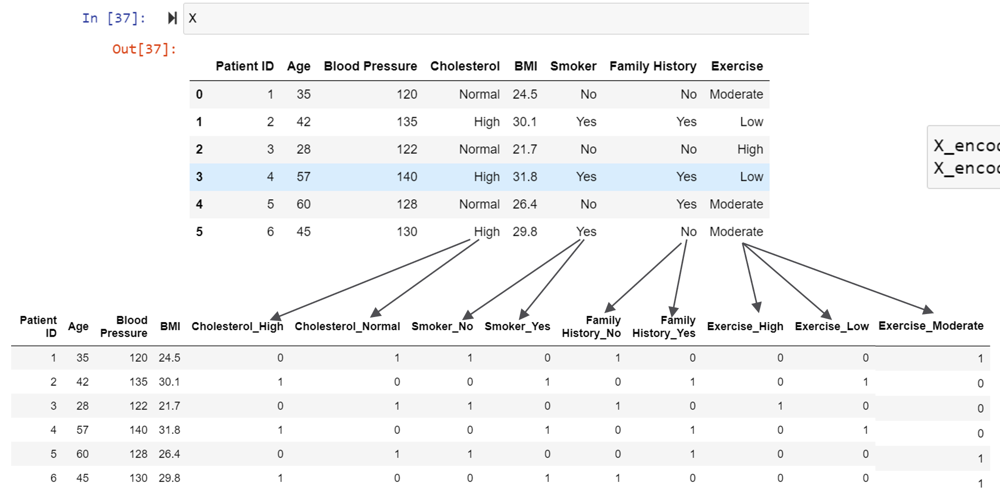 In [37]: X
Out[37]:
Patient ID Age Blood Pressure Cholesterol BMI Smoker Family History Exercise
0 1 35 120 Normal 24.5 No No Moderate
1 2 42 135 High 30.1 Yes Yes Low
2 3 28 122 Normal 21.7 No No High
3 4 57 140 High 31.8 Yes Yes Low
4 5 60 128 Normal 26.4 No Yes Moderate
5 6 45 130 High 29.8 Yes No Moderate
X_enco
X_enco
Patient ID Age Blood Pressure BMI Cholesterol_High Cholesterol_Normal Smoker_No Smoker_Yes Family History_No Family History_Yes Exercise_High Exercise_Low Exercise_Moderate
1 35 120 24.5 0 1 1 0 1 0 0 0 1
2 42 135 30.1 1 0 0 1 0 1 0 1 0
3 28 122 21.7 0 1 1 0 1 0 1 0 0
4 57 140 31.8 1 0 0 1 0 1 0 1 0
5 60 128 26.4 0 1 1 0 0 1 0 0 1
6 45 130 29.8 1 0 0 1 1 0 0 0 1